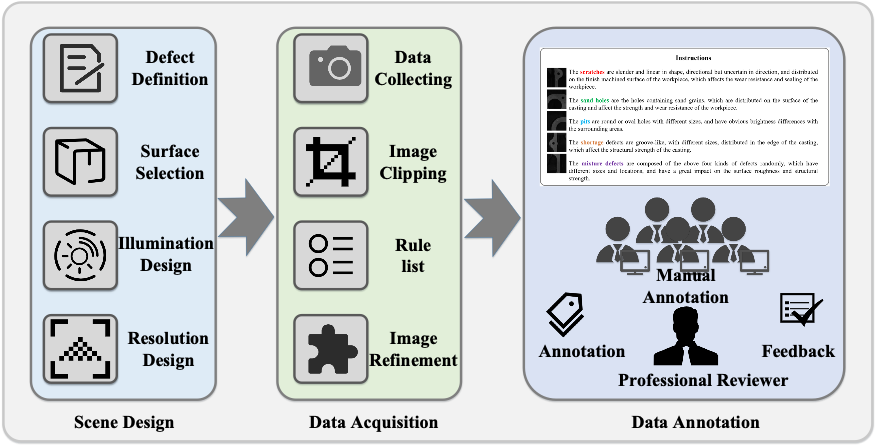 Defect
Definition
Surface
Selection
Illumination
Design
Resolution
Design
Scene Design
Data
Collecting
Image
Clipping
Rule
list
Image
Refinement
Data Acquisition
Instructions
The scratches are slender and linear in shape, directional but uncertain in direction, and distributed
on the finish machined surface of the workpiece, which affects the wear resistance and sealing of the
workpiece.
The sand holes are the holes containing sand grains, which are distributed on the surface of the
casting and affect the strength and wear resistance of the workpiece.
The pits are round or oval holes with different sizes, and have obvious brightness differences with
the surrounding areas.
The shortage defects are groove-like, with different sizes, distributed in the edge of the casting,
which affect the structural strength of the casting.
The mixture defects are composed of the above four kinds of defects randomly, which have
different sizes and locations, and have a great impact on the surface roughness and structural
strength.
Manual
Annotation
Annotation
Feedback
Professional Reviewer
Data Annotation